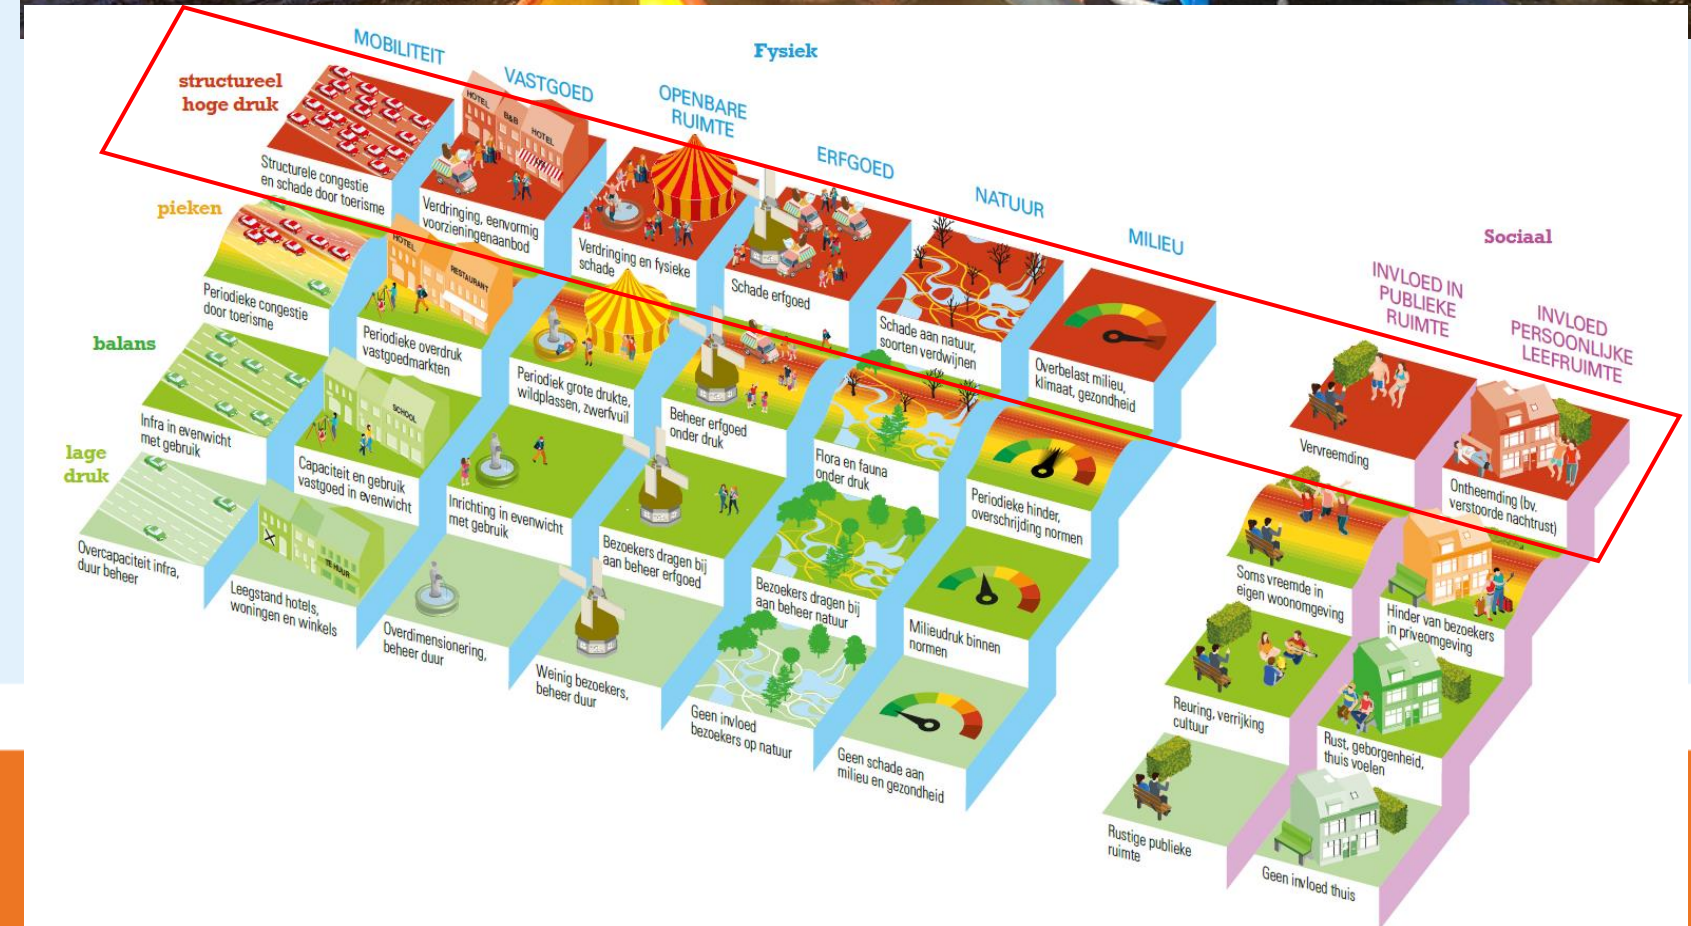 Fysiek
Sociaal
MOBILITEIT
VASTGOED
OPENBARE
RUIMTE
ERFGOED
NATUUR
MILIEU
INVLOED IN
PUBLIEKE
RUIMTE
INVLOED
PERSOONLIJKE
LEEFRUIMTE
structureel
hoge druk
HOTEL
B&B
HOTEL
Structurele congestie
en schade door toerisme
Verdringing, eenvormig
voorzieningenaanbod
Verdringing en fysieke
schade
Schade erfgoed
Schade aan natuur,
soorten verdwijnen
Overbelast milieu,
klimaat, gezondheid
Vervreemding
Ontheemding (bv.
verstoorde nachtrust)
pieken
HOTEL
RESTAURANT
Periodieke congestie
door toerisme
Periodieke overdruk
vastgoedmarkten
Periodiek grote drukte,
wildplassen, zwerfvuil
Beheer erfgoed
onder druk
Flora en fauna
onder druk
Periodieke hinder,
overschrijding normen
Soms vreemde in
eigen woonomgeving
Hinder van bezoekers
in priveomgeving
balans
SCHOOL
Infra in evenwicht
met gebruik
Capaciteit en gebruik
vastgoed in evenwicht
Inrichting in evenwicht
met gebruik
Bezoekers dragen bij
aan beheer erfgoed
Bezoekers dragen bij
aan beheer natuur
Milieudruk binnen
normen
Reuring, verrijking
cultuur
Rust, geborgenheid,
thuis voelen
lage
druk
TE HUUR
Overcapaciteit infra,
duur beheer
Leegstand hotels,
woningen en winkels
Overdimensionering,
beheer duur
Weinig bezoekers,
beheer duur
Geen invloed
bezoekers op natuur
Geen schade aan
milieu en gezondheid
Rustige publieke
ruimte
Geen invloed thuis